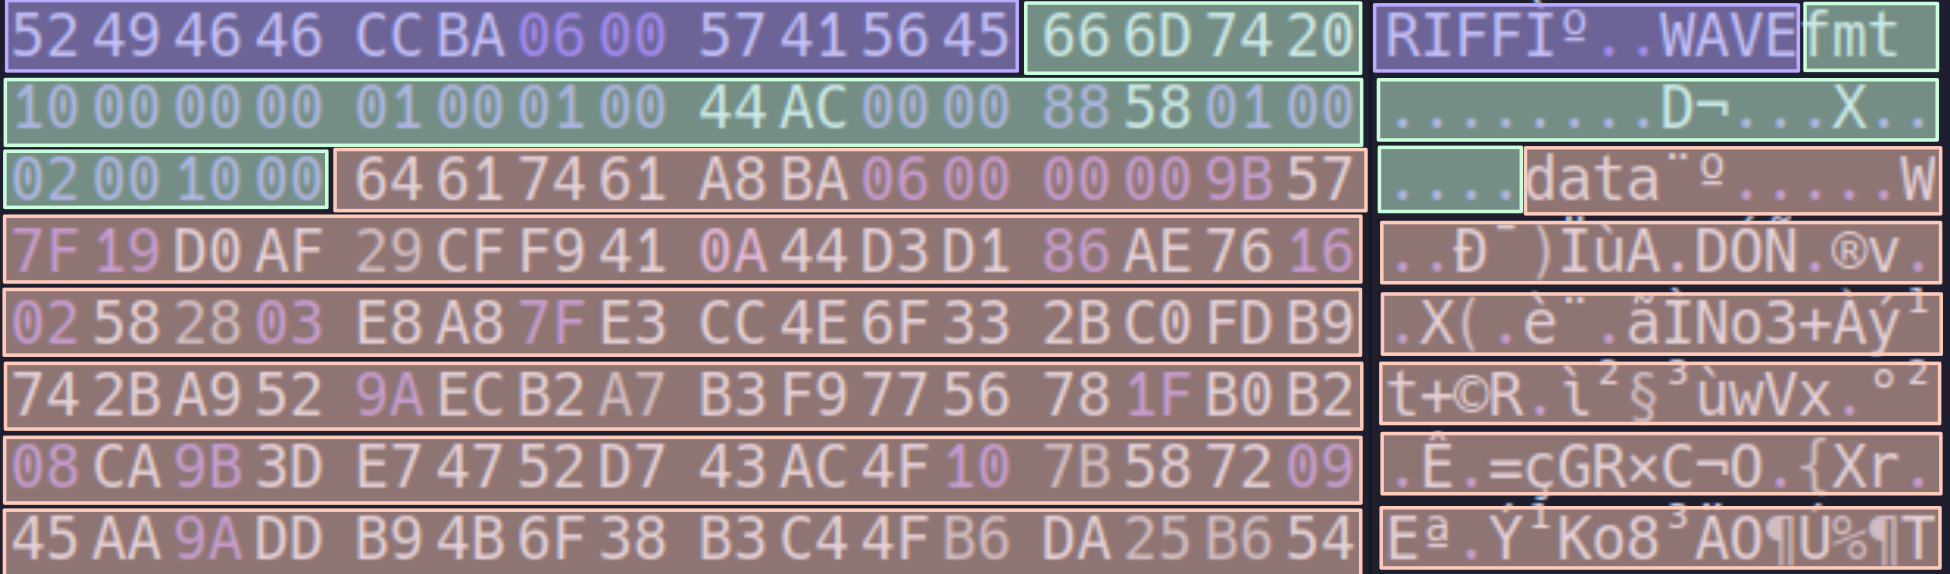 52 49 46 46 CC BA 06 00 57 41 56 45 66 6D 74 20 RIFFÌº..WAVEfmt
10 00 00 00 01 00 01 00 44 AC 00 00 88 58 01 00 ........D¬...X..
02 00 10 00 64 61 74 61 A8 BA 06 00 00 00 9B 57 ....data¨º.....W
7F 19 D0 AF 29 CF F9 41 0A 44 D3 D1 86 AE 76 16 ..Ð¯)ÏùA.DÓÑ.®v.
02 58 28 03 E8 A8 7F E3 CC 4E 6F 33 2B C0 FD B9 .X(.è¨.ãÌNo3+Àý¹
74 2B A9 52 9A EC B2 A7 B3 F9 77 56 78 1F B0 B2 t+©R.ì²§³ùwVx.°²
08 CA 9B 3D E7 47 52 D7 43 AC 4F 10 7B 58 72 09 .Ê.=çGR×C¬O.{Xr.
45 AA 9A DD B9 4B 6F 38 B3 C4 4F B6 DA 25 B6 54 Eª.Ý¹Ko8³ÄO¶Ú%¶T